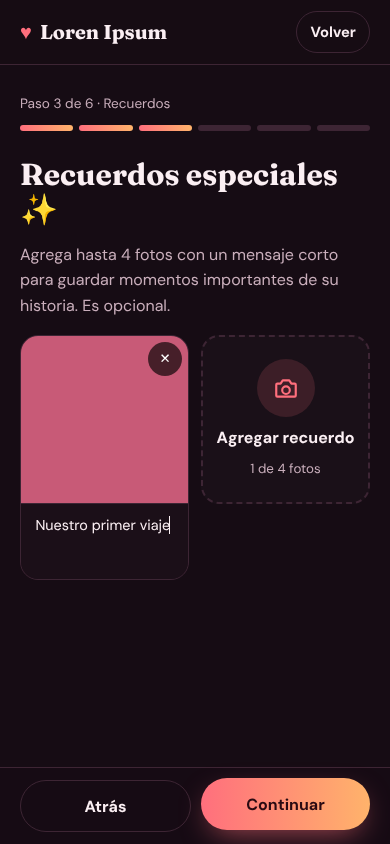 ♥ Loren Ipsum
Volver
Paso 3 de 6 · Recuerdos
Recuerdos especiales
✨
Agrega hasta 4 fotos con un mensaje corto
para guardar momentos importantes de su
historia. Es opcional.
✕
Agregar recuerdo
1 de 4 fotos
Nuestro primer viaje
Atrás
Continuar